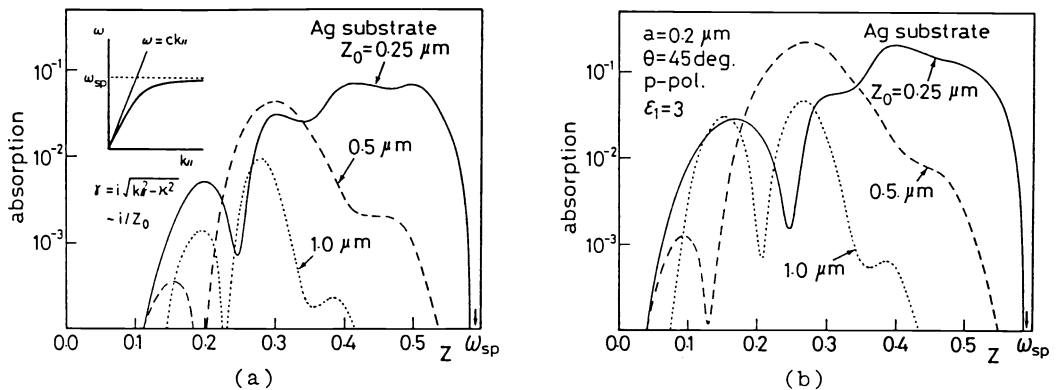 ω
ω=ck∥
ωsp
k∥
γ=i√k∥²−κ²
~i/Z₀
Ag substrate
Z₀=0.25 μm
0.5 μm
1.0 μm
absorption
10⁻¹
10⁻²
10⁻³
0.0 0.1 0.2 0.3 0.4 0.5 Z ωsp
(a)
a=0.2 μm
θ=45deg.
p-pol.
ε₁=3
Ag substrate
Z₀=0.25 μm
0.5. μm
1.0 μm
absorption
10⁻¹
10⁻²
10⁻³
0.0 0.1 0.2 0.3 0.4 0.5 Z ωsp
(b)